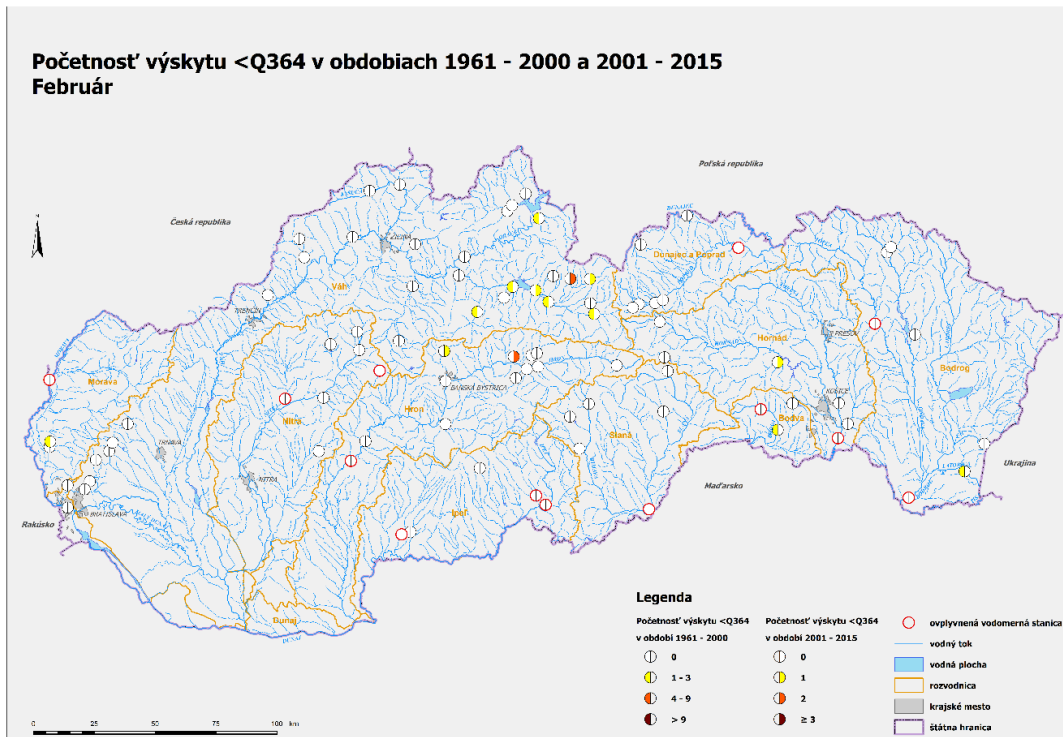 Početnosť výskytu <Q364 v obdobiach 1961 - 2000 a 2001 - 2015
Február
Poľská republika
Česká republika
DUNAJEC
Dunajec a Poprad
ŽILINA
Váh
TRENČÍN
PREŠOV
Hornád
Morava
BANSKÁ BYSTRICA
KOŠICE
Bodrog
Nitra
Hron
Slaná
Bodva
TRNAVA
NITRA
Ukrajina
Maďarsko
Rakúsko
BRATISLAVA
Ipeľ
Dunaj
DUNAJ
Legenda
Početnosť výskytu <Q364
v období 1961 - 2000
0
1 - 3
4 - 9
> 9
Početnosť výskytu <Q364
v období 2001 - 2015
0
1
2
≥ 3
ovplyvnená vodomerná stanica
vodný tok
vodná plocha
rozvodnica
krajské mesto
štátna hranica
0 25 50 75 100 km